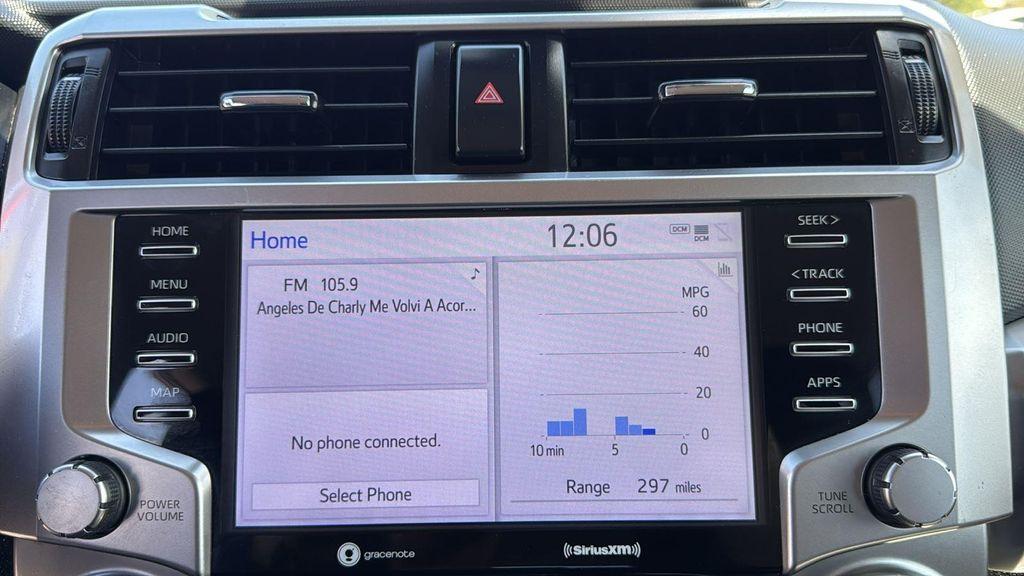 HOME
MENU
AUDIO
MAP
POWER
VOLUME
Home
12:06
DCM
DCM
FM 105.9
Angeles De Charly Me Volvi A Acor...
No phone connected.
Select Phone
MPG
60
40
20
0
10 min 5 0
Range 297 miles
SEEK >
< TRACK
PHONE
APPS
TUNE
SCROLL
gracenote
((SiriusXM))